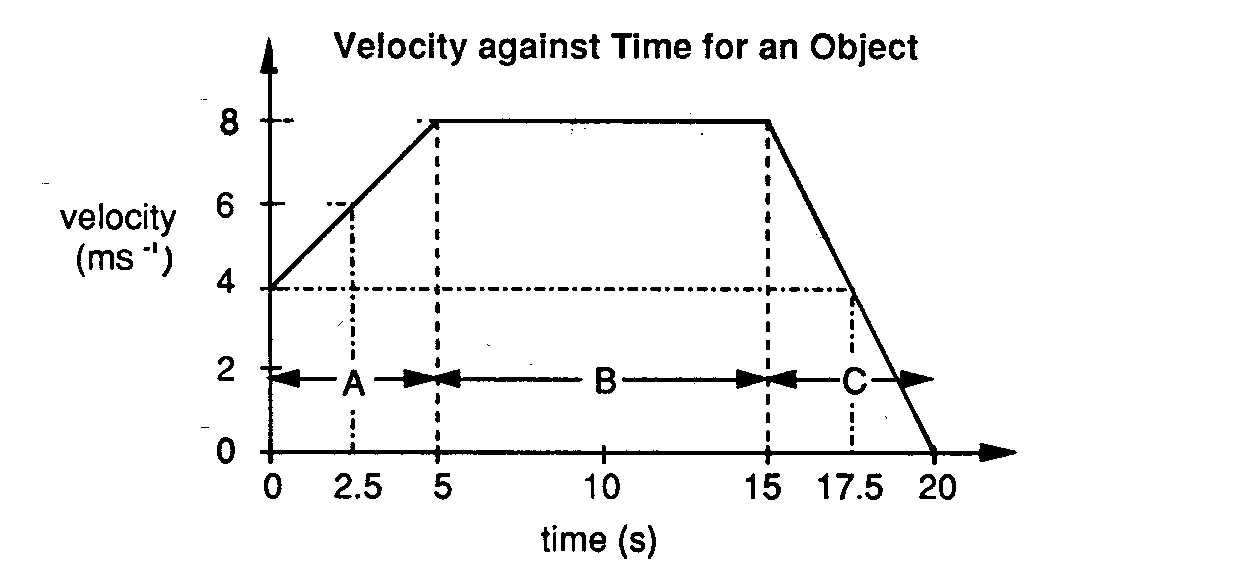 Velocity against Time for an Object
8
6
velocity
(ms⁻¹)
4
2
A B C
0
0 2.5 5 10 15 17.5 20
time (s)